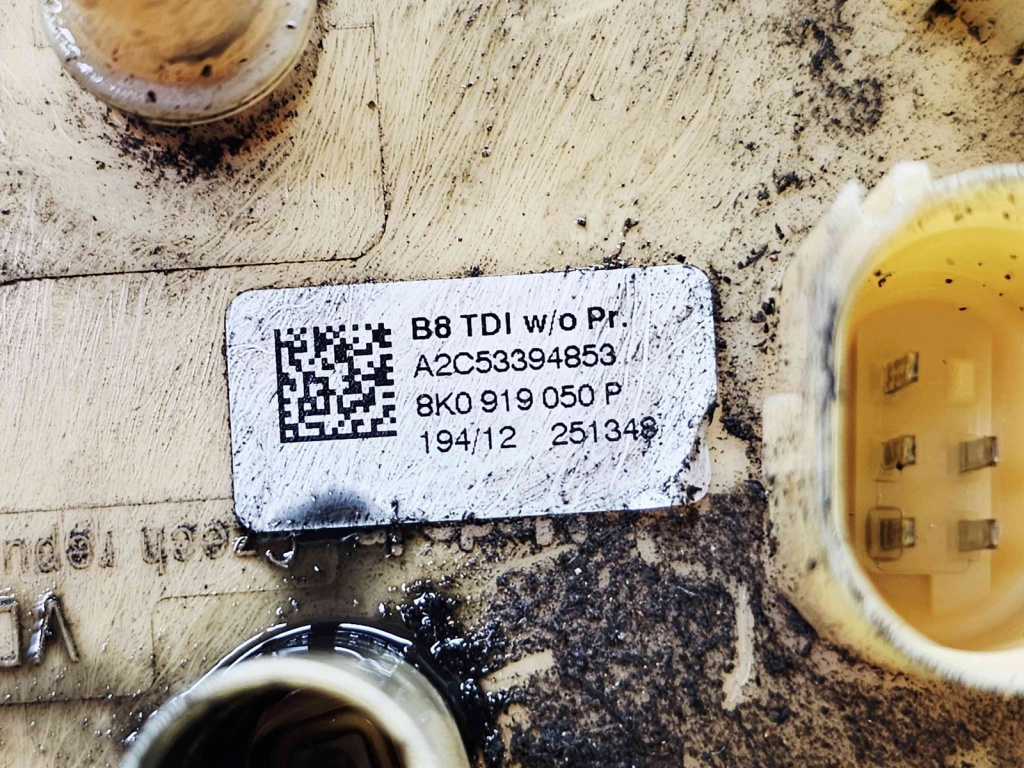 B8 TDI w/o Pr.
A2C53394853
8K0 919 050 P
194/12 251348